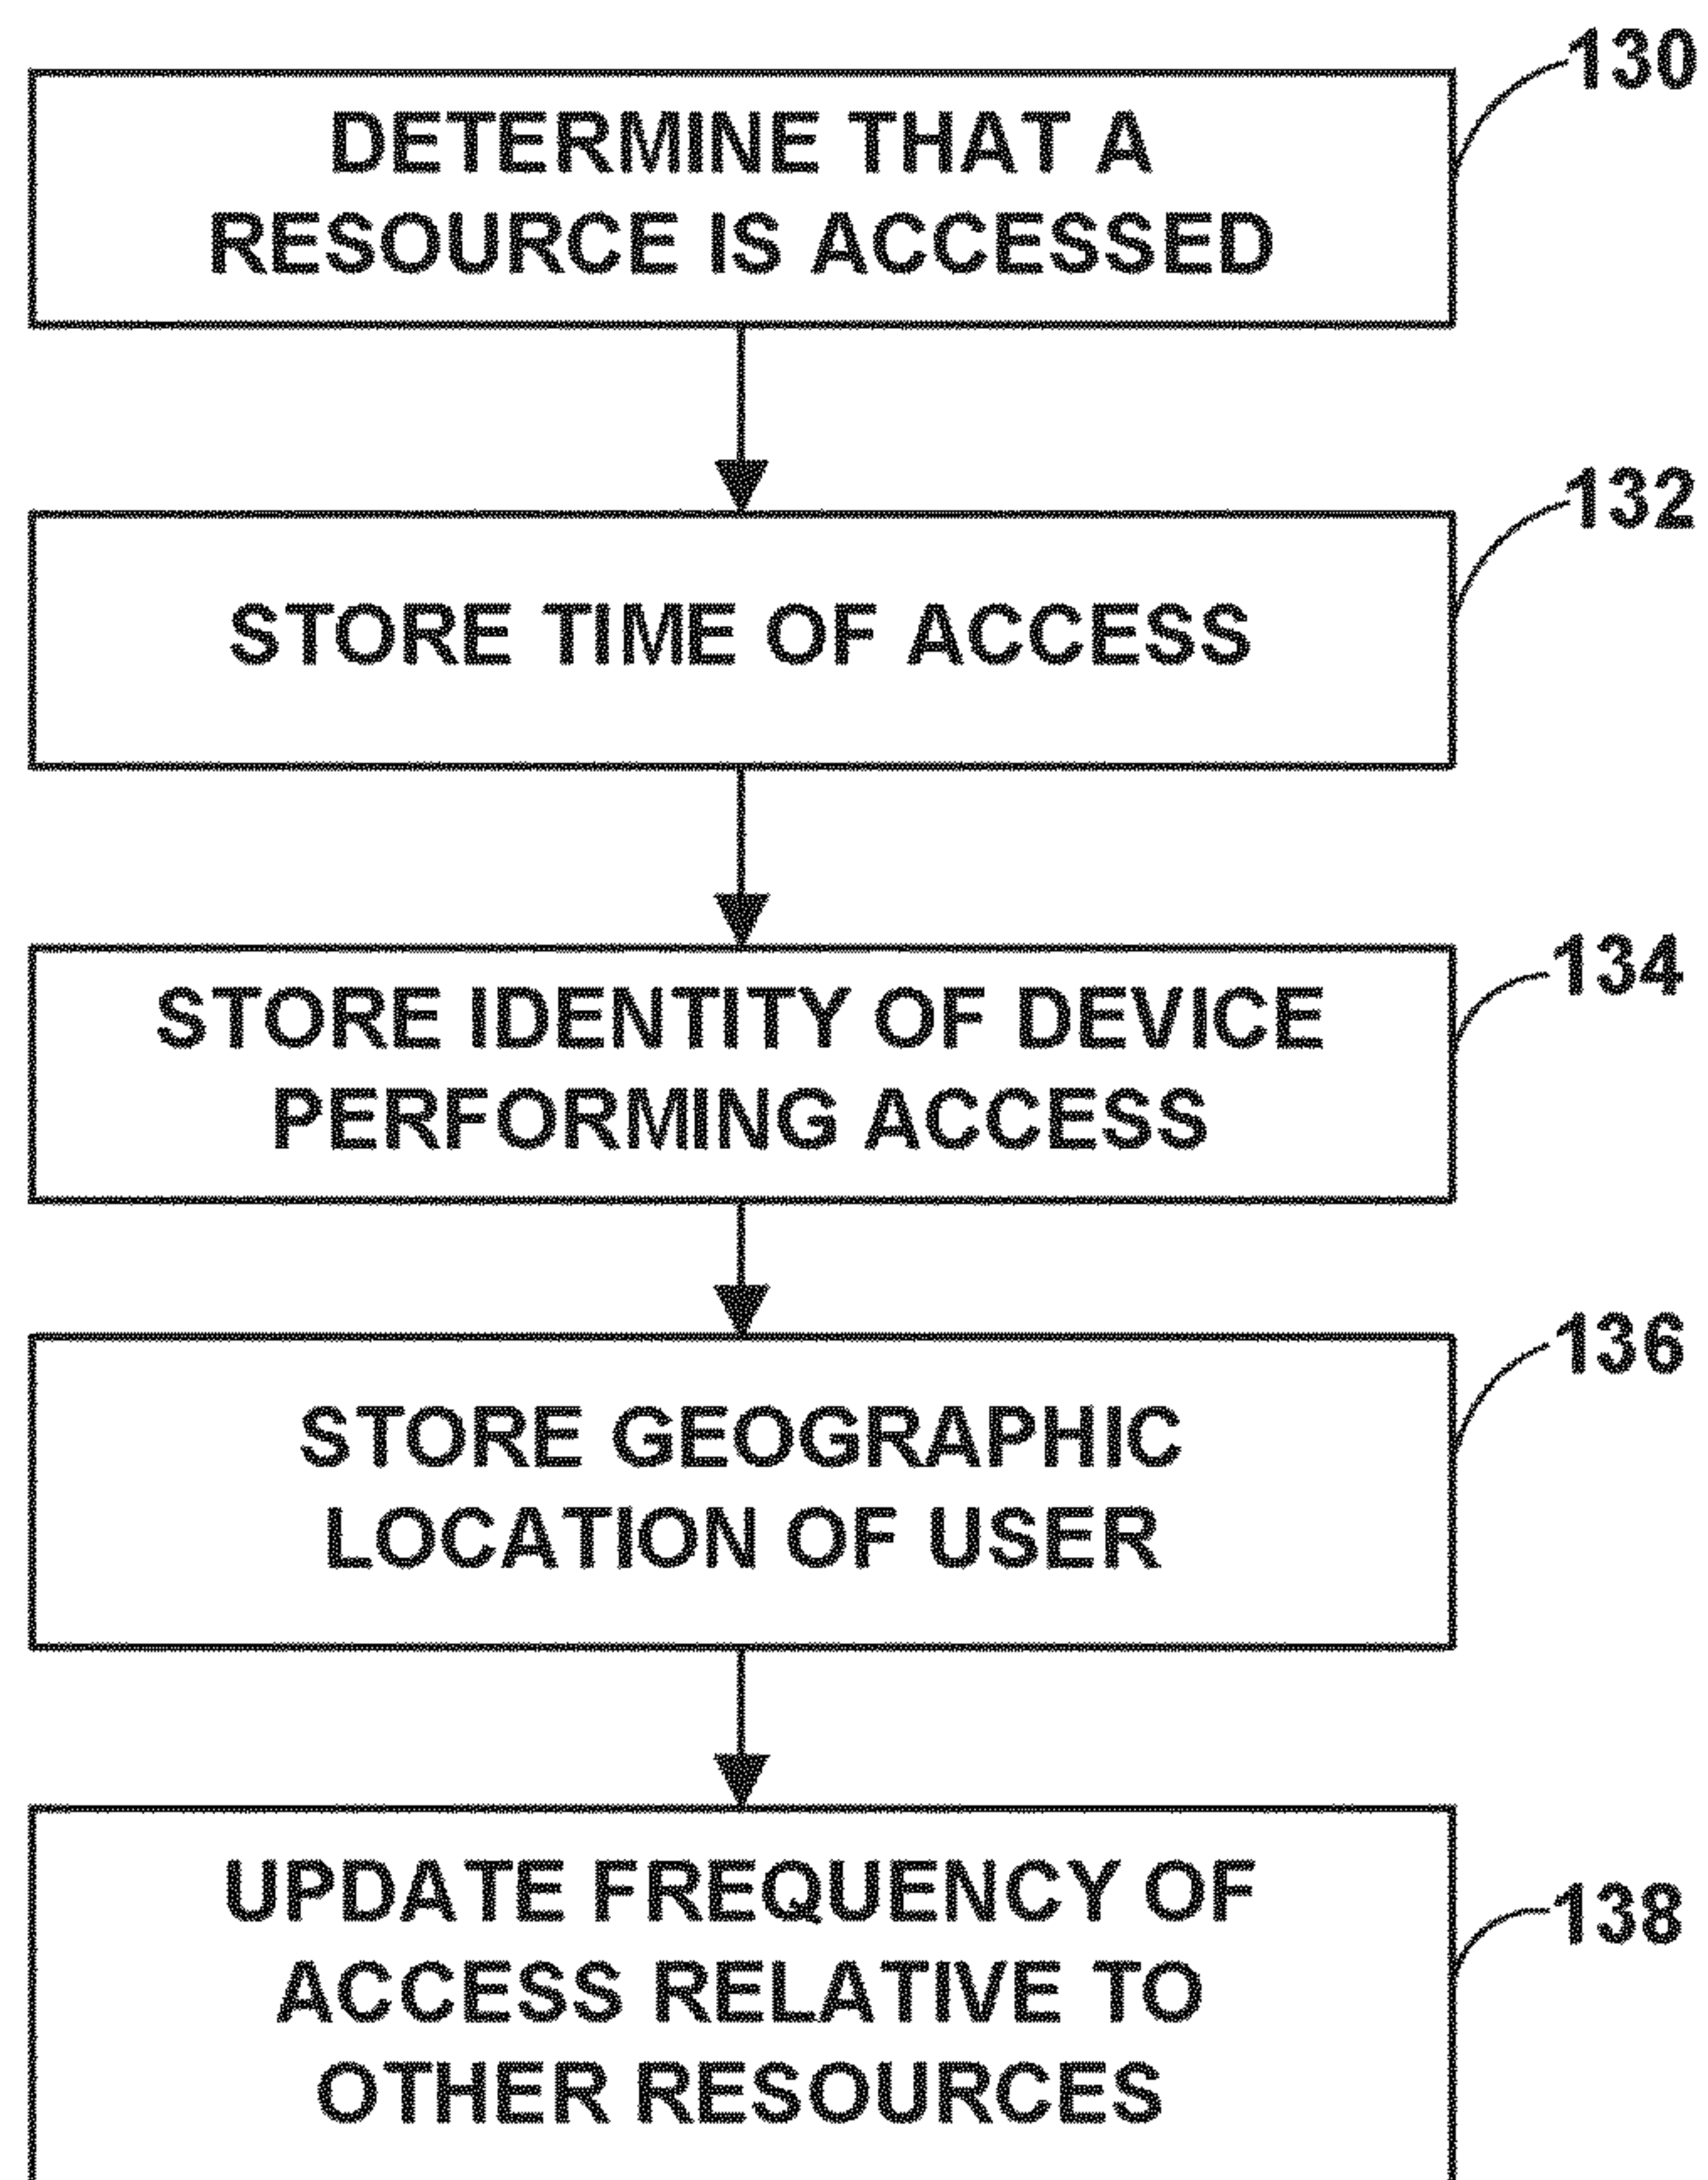 130
DETERMINE THAT A
RESOURCE IS ACCESSED
132
STORE TIME OF ACCESS
134
STORE IDENTITY OF DEVICE
PERFORMING ACCESS
136
STORE GEOGRAPHIC
LOCATION OF USER
138
UPDATE FREQUENCY OF
ACCESS RELATIVE TO
OTHER RESOURCES